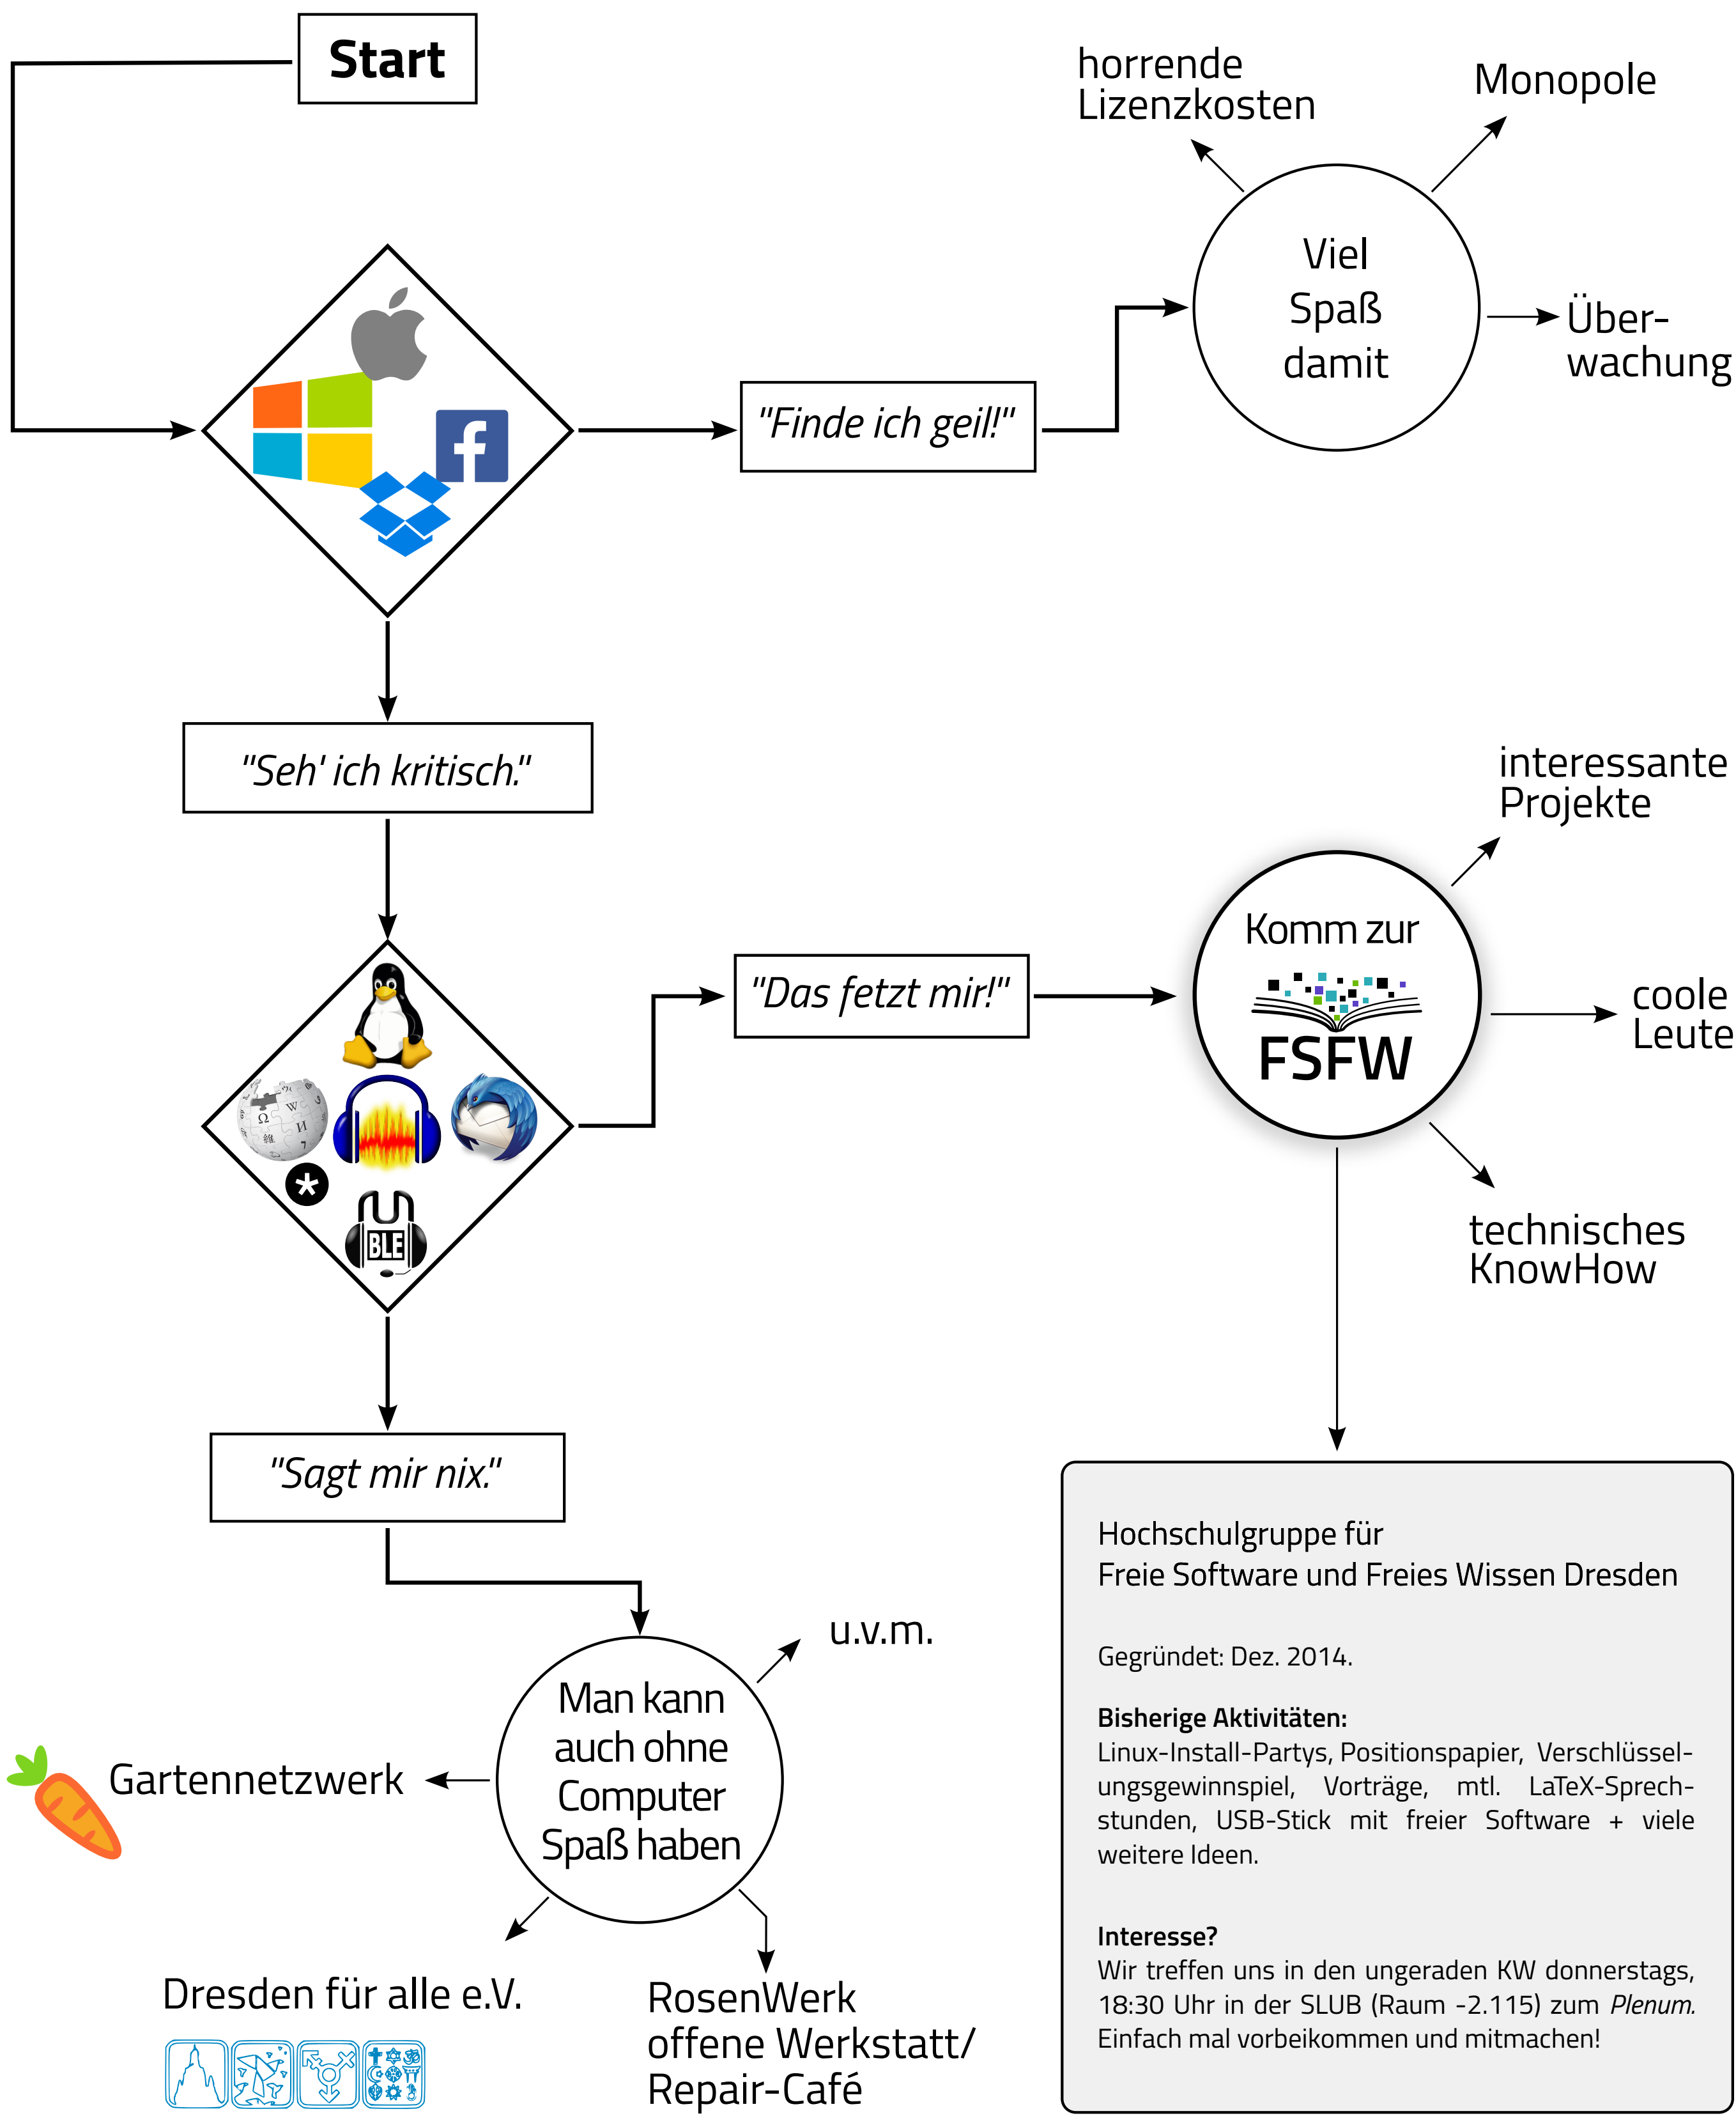 Start
horrende
Lizenzkosten
Monopole
Viel
Spaß
damit
Über-
wachung
"Finde ich geil!"
"Seh' ich kritisch."
interessante
Projekte
"Das fetzt mir!"
Komm zur
FSFW
coole
Leute
technisches
KnowHow
Ω W
維 И
BLE
"Sagt mir nix."
Man kann
auch ohne
Computer
Spaß haben
u.v.m.
Gartennetzwerk
Dresden für alle e.V.
RosenWerk
offene Werkstatt/
Repair-Café
Hochschulgruppe für
Freie Software und Freies Wissen Dresden
Gegründet: Dez. 2014.
Bisherige Aktivitäten:
Linux-Install-Partys, Positionspapier, Verschlüssel-
ungsgewinnspiel, Vorträge, mtl. LaTeX-Sprech-
stunden, USB-Stick mit freier Software + viele
weitere Ideen.
Interesse?
Wir treffen uns in den ungeraden KW donnerstags,
18:30 Uhr in der SLUB (Raum -2.115) zum Plenum.
Einfach mal vorbeikommen und mitmachen!